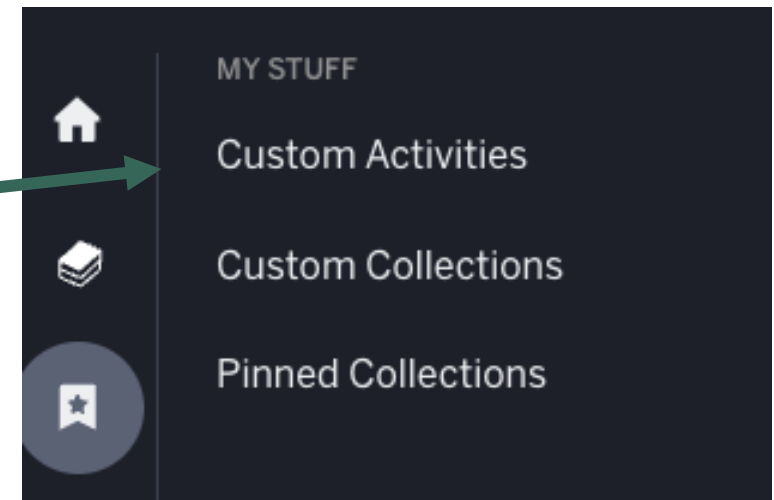 MY STUFF
Custom Activities
Custom Collections
Pinned Collections